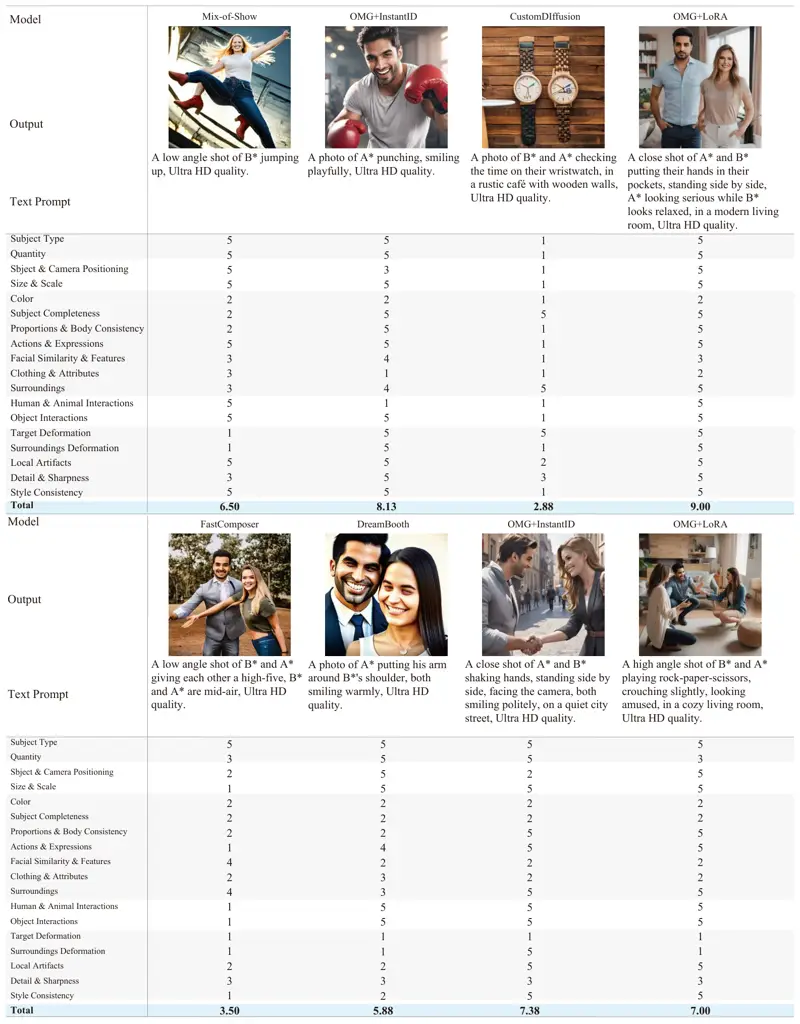 Model Mix-of-Show OMG+InstantID CustomDIffusion OMG+LoRA
Output
Text Prompt
A low angle shot of B* jumping
up, Ultra HD quality.
A photo of A* punching, smiling
playfully, Ultra HD quality.
A photo of B* and A* checking
the time on their wristwatch, in
a rustic café with wooden walls,
Ultra HD quality.
A close shot of A* and B*
putting their hands in their
pockets, standing side by side,
A* looking serious while B*
looks relaxed, in a modern living
room, Ultra HD quality.
Subject Type 5 5 1 5
Quantity 5 5 1 5
Sbject & Camera Positioning 5 3 1 5
Size & Scale 5 5 1 5
Color 2 2 1 2
Subject Completeness 2 5 5 5
Proportions & Body Consistency 2 5 1 5
Actions & Expressions 5 5 1 5
Facial Similarity & Features 3 4 1 3
Clothing & Attributes 3 1 1 2
Surroundings 3 4 5 5
Human & Animal Interactions 5 1 1 5
Object Interactions 5 5 1 5
Target Deformation 1 5 5 5
Surroundings Deformation 1 5 1 5
Local Artifacts 5 5 2 5
Detail & Sharpness 3 5 3 5
Style Consistency 5 5 1 5
Total 6.50 8.13 2.88 9.00
Model FastComposer DreamBooth OMG+InstantID OMG+LoRA
Output
Text Prompt
A low angle shot of B* and A*
giving each other a high-five, B*
and A* are mid-air, Ultra HD
quality.
A photo of A* putting his arm
around B*'s shoulder, both
smiling warmly, Ultra HD
quality.
A close shot of A* and B*
shaking hands, standing side by
side, facing the camera, both
smiling politely, on a quiet city
street, Ultra HD quality.
A high angle shot of B* and A*
playing rock-paper-scissors,
crouching slightly, looking
amused, in a cozy living room,
Ultra HD quality.
Subject Type 5 5 5 5
Quantity 3 5 5 3
Sbject & Camera Positioning 2 5 2 5
Size & Scale 1 5 5 5
Color 2 2 2 2
Subject Completeness 2 2 2 2
Proportions & Body Consistency 2 2 5 5
Actions & Expressions 1 4 5 5
Facial Similarity & Features 4 2 2 2
Clothing & Attributes 2 3 2 2
Surroundings 4 3 5 5
Human & Animal Interactions 1 5 5 5
Object Interactions 1 5 5 5
Target Deformation 1 1 1 1
Surroundings Deformation 1 1 5 1
Local Artifacts 2 2 5 5
Detail & Sharpness 3 3 3 3
Style Consistency 1 2 5 5
Total 3.50 5.88 7.38 7.00